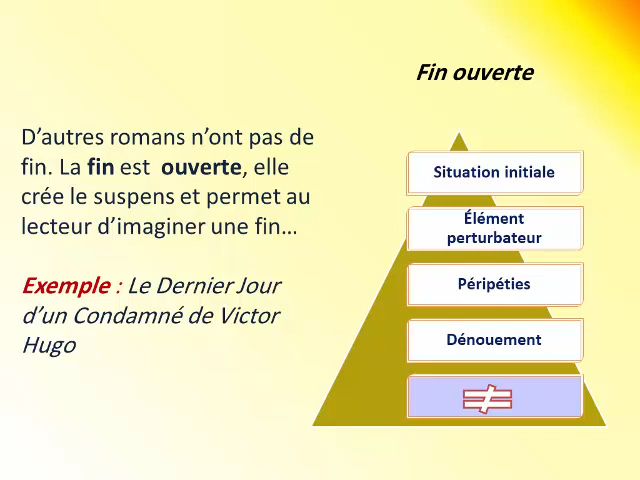 Fin ouverte
D’autres romans n’ont pas de
fin. La fin est ouverte, elle
crée le suspens et permet au
lecteur d’imaginer une fin…
Exemple : Le Dernier Jour
d’un Condamné de Victor
Hugo
Situation initiale
Élément
perturbateur
Péripéties
Dénouement
≠